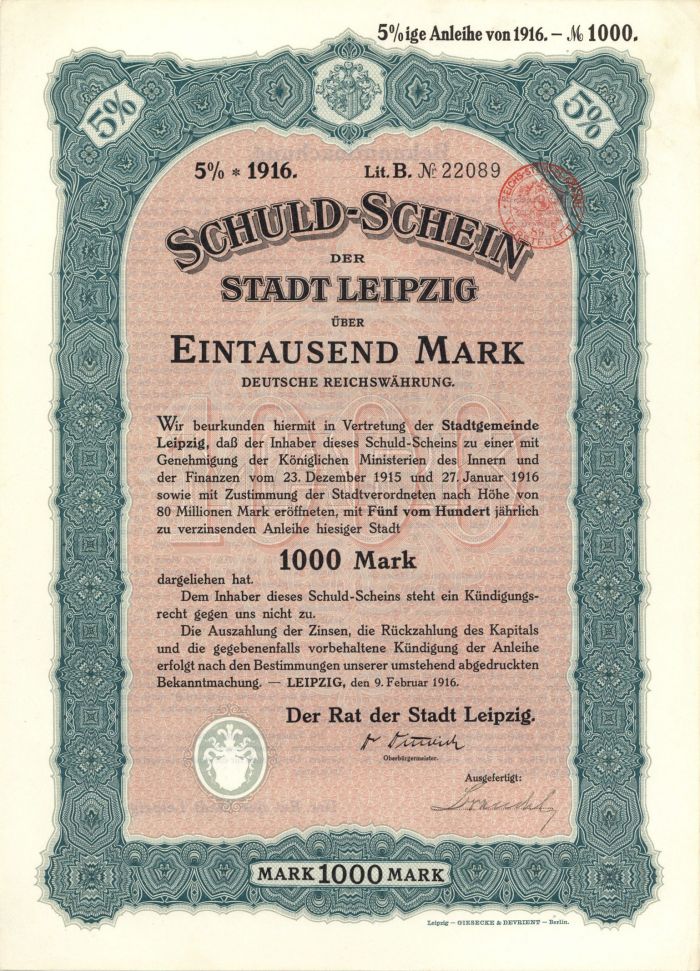 5% ige Anleihe von 1916. — № 1000.
5%
5%
5% * 1916.
Lit. B. № 22089
SCHULD-SCHEIN
DER
STADT LEIPZIG
ÜBER
EINTAUSEND MARK
DEUTSCHE REICHSWÄHRUNG.
Wir beurkunden hiermit in Vertretung der Stadtgemeinde
Leipzig, daß der Inhaber dieses Schuld-Scheins zu einer mit
Genehmigung der Königlichen Ministerien des Innern und
der Finanzen vom 23. Dezember 1915 und 27. Januar 1916
sowie mit Zustimmung der Stadtverordneten nach Höhe von
80 Millionen Mark eröffneten, mit Fünf vom Hundert jährlich
zu verzinsenden Anleihe hiesiger Stadt
1000
1000 Mark
dargeliehen hat.
Dem Inhaber dieses Schuld-Scheins steht ein Kündigungs-
recht gegen uns nicht zu.
Die Auszahlung der Zinsen, die Rückzahlung des Kapitals
und die gegebenenfalls vorbehaltene Kündigung der Anleihe
erfolgt nach den Bestimmungen unserer umstehend abgedruckten
Bekanntmachung. — LEIPZIG, den 9. Februar 1916.
Der Rat der Stadt Leipzig.
Dr Dittrich
Oberbürgermeister.
Ausgefertigt:
MARK 1000 MARK
Leipzig — GIESECKE & DEVRIENT — Berlin.